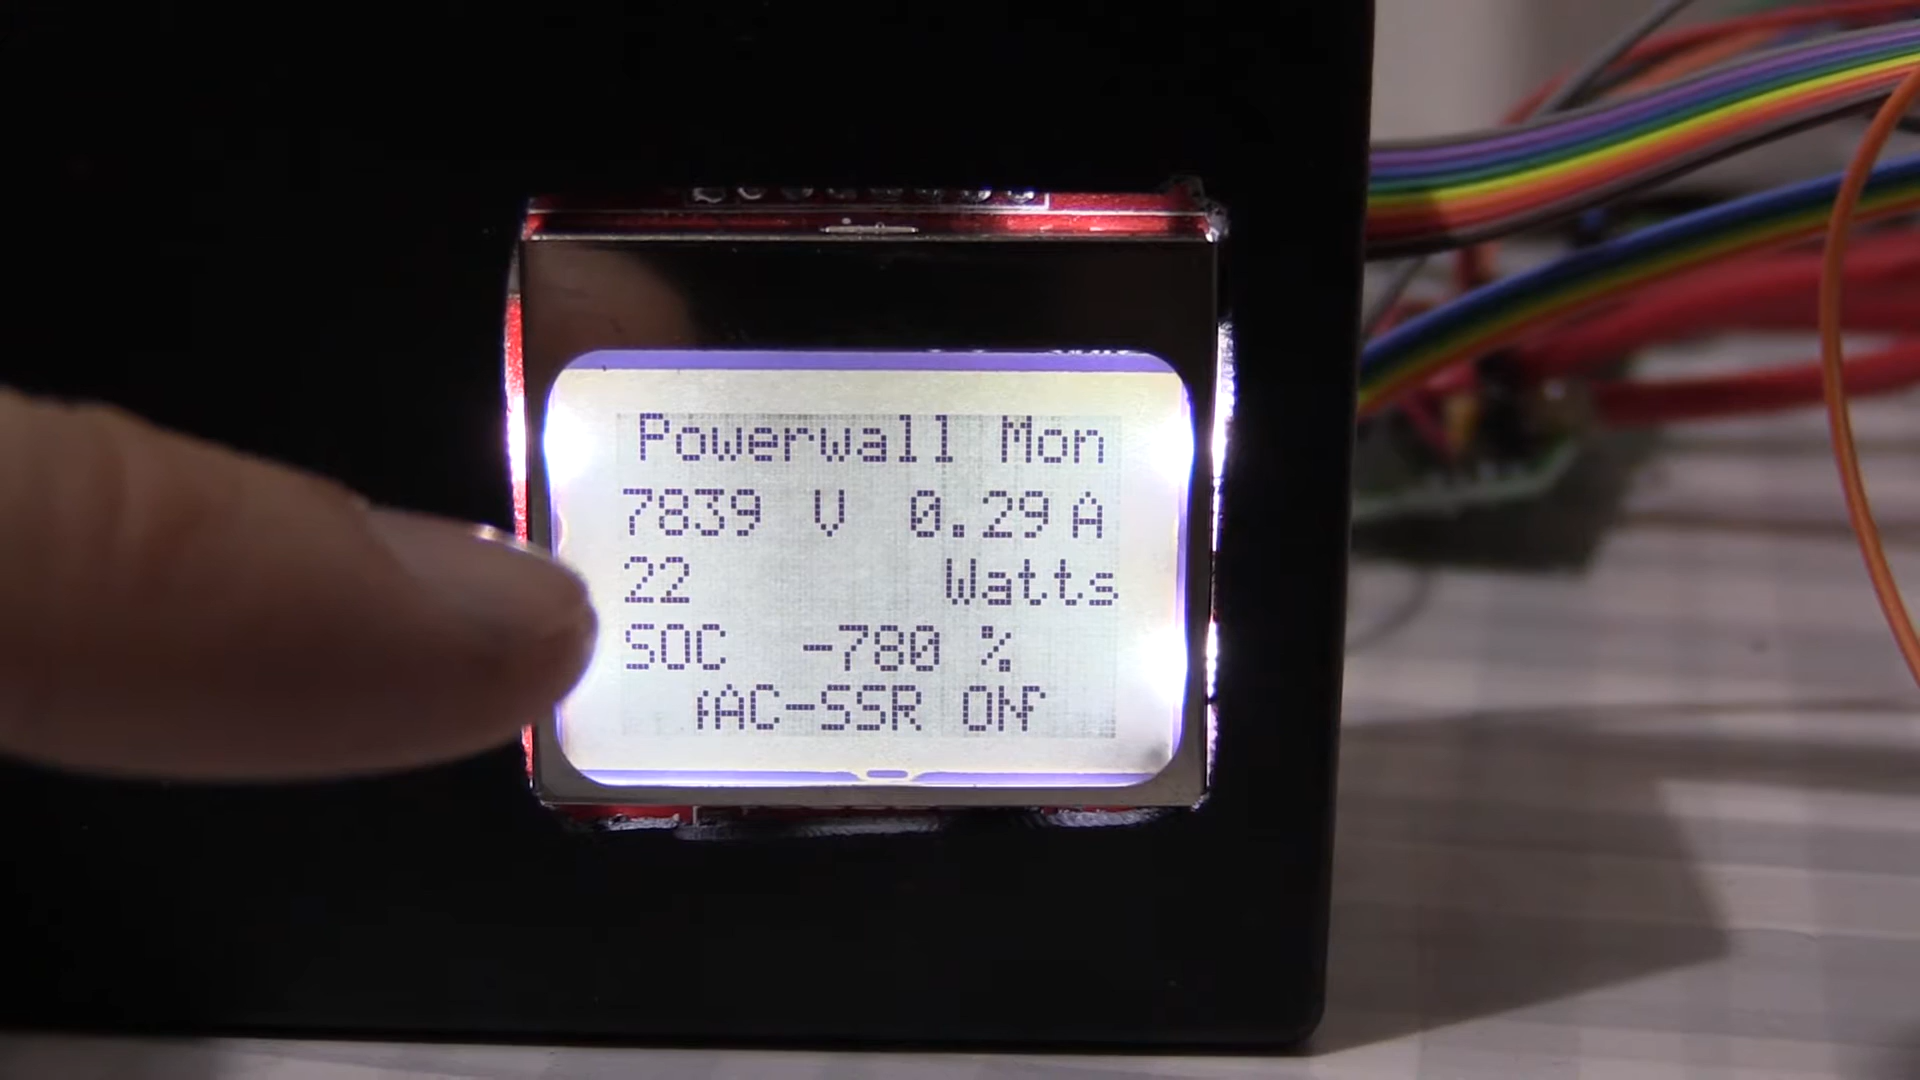 Powerwall Mon
7839 V 0.29 A
22 Watts
SOC -780 %
AC-SSR ON